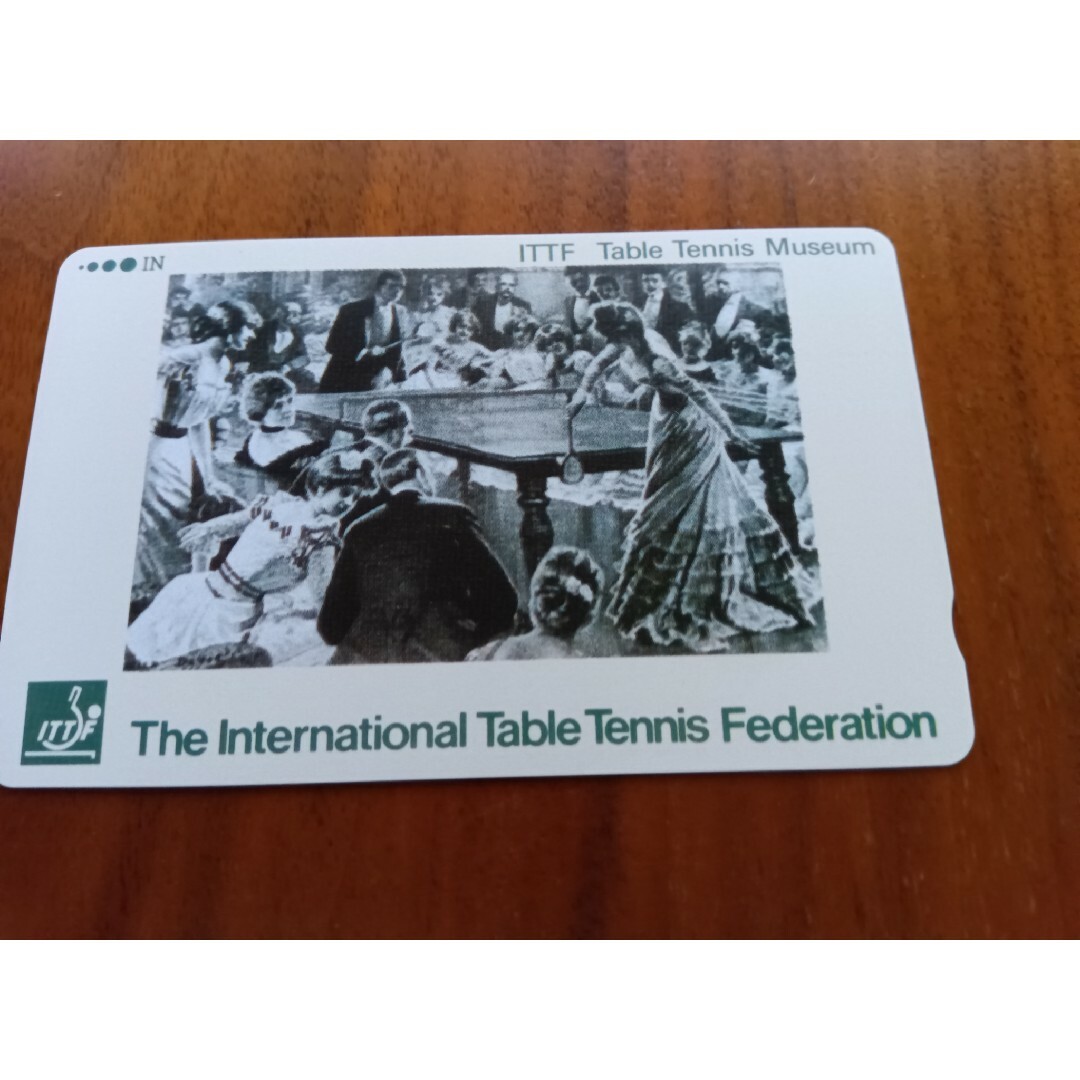 IN
ITTF Table Tennis Museum
ITTF
The International Table Tennis Federation